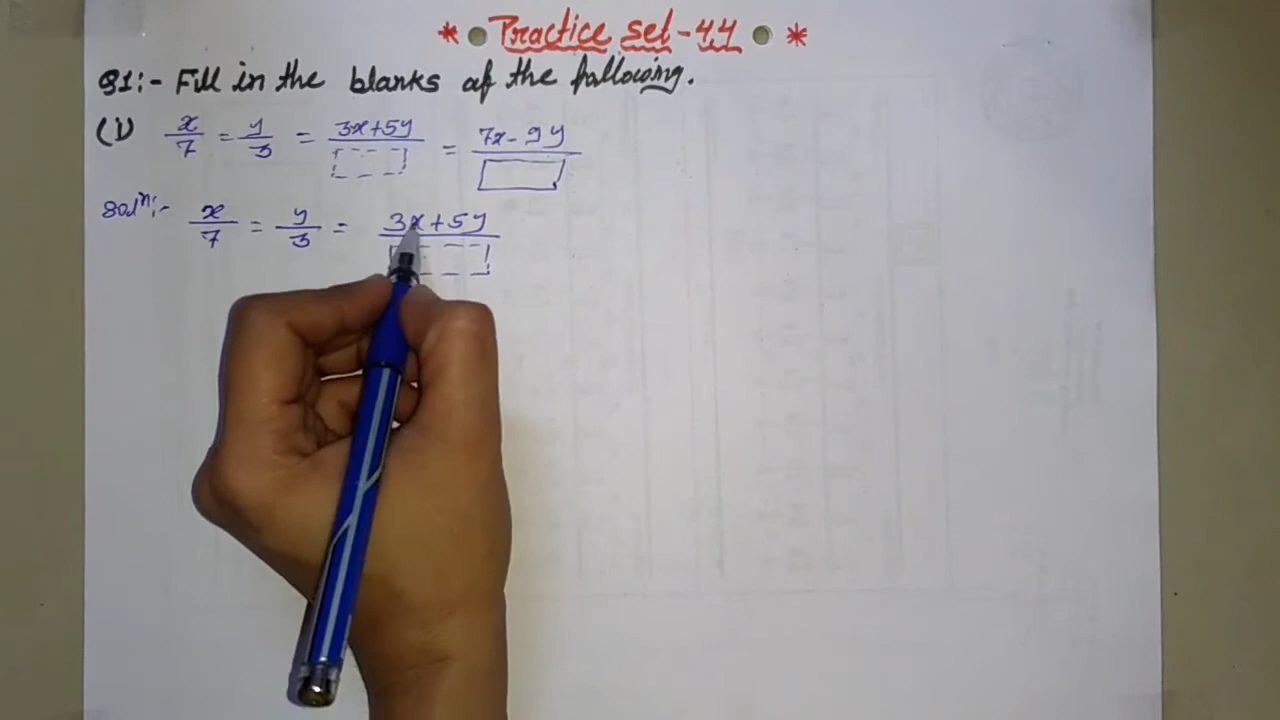 * Practice set - 4.4 *
Q1:- Fill in the blanks of the following.
(1) x/7 = y/3 = 3x+5y/[ ] = 7x-9y/[ ]
Solⁿ:- x/7 = y/3 = 3x+5y/[ ]